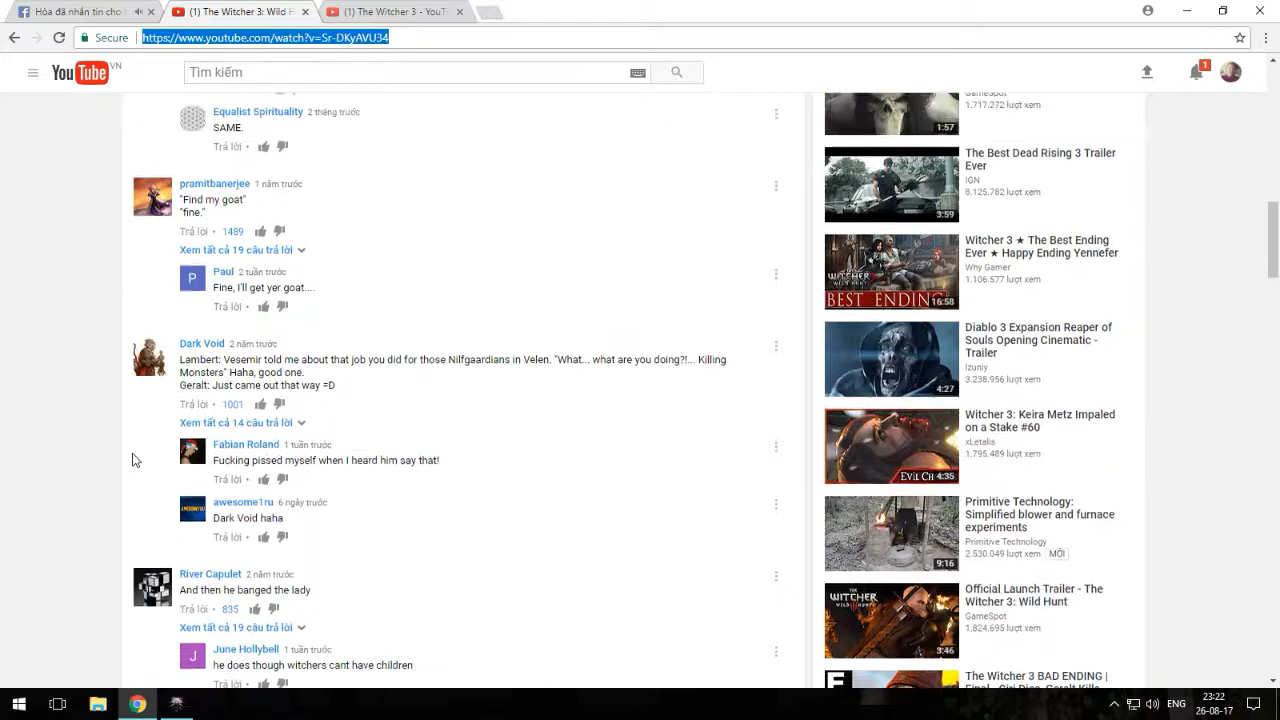 Hòa đã nhắn tin cho
(1) The Witcher 3: Wild H
(1) The Witcher 3 - YouT
Secure
https://www.youtube.com/watch?v=Sr-DKyAVU34
YouTube VN
Tìm kiếm
1
Equalist Spirituality 2 tháng trước
SAME.
Trả lời •
pramitbanerjee 1 năm trước
"Find my goat"
"fine."
Trả lời • 1489
Xem tất cả 19 câu trả lời
P
Paul 2 tuần trước
Fine, I'll get yer goat....
Trả lời •
Dark Void 2 năm trước
Lambert: Vesemir told me about that job you did for those Nilfgaardians in Velen. "What... what are you doing?!... Killing
Monsters" Haha, good one.
Geralt: Just came out that way =D
Trả lời • 1001
Xem tất cả 14 câu trả lời
Fabian Roland 1 tuần trước
Fucking pissed myself when I heard him say that!
Trả lời •
awesome1ru 6 ngày trước
Dark Void haha
Trả lời •
River Capulet 2 năm trước
And then he banged the lady
Trả lời • 835
Xem tất cả 19 câu trả lời
J
June Hollybell 1 tuần trước
he does though witchers cant have children
Trả lời •
GameSpot
1.717.272 lượt xem
1:57
The Best Dead Rising 3 Trailer
Ever
IGN
8.125.782 lượt xem
3:59
Witcher 3 ★ The Best Ending
Ever ★ Happy Ending Yennefer
Why Gamer
1.106.577 lượt xem
THE WITCHER
BEST ENDING
16:58
Diablo 3 Expansion Reaper of
Souls Opening Cinematic -
Trailer
Izuniy
3.238.956 lượt xem
4:27
Witcher 3: Keira Metz Impaled
on a Stake #60
xLetalis
1.795.489 lượt xem
EVIL CH
4:35
Primitive Technology:
Simplified blower and furnace
experiments
Primitive Technology
2.530.049 lượt xem MỚI
9:16
Official Launch Trailer - The
Witcher 3: Wild Hunt
GameSpot
1.824.695 lượt xem
THE WITCHER
3:46
The Witcher 3 BAD ENDING |
ENG
23:22
26-08-17